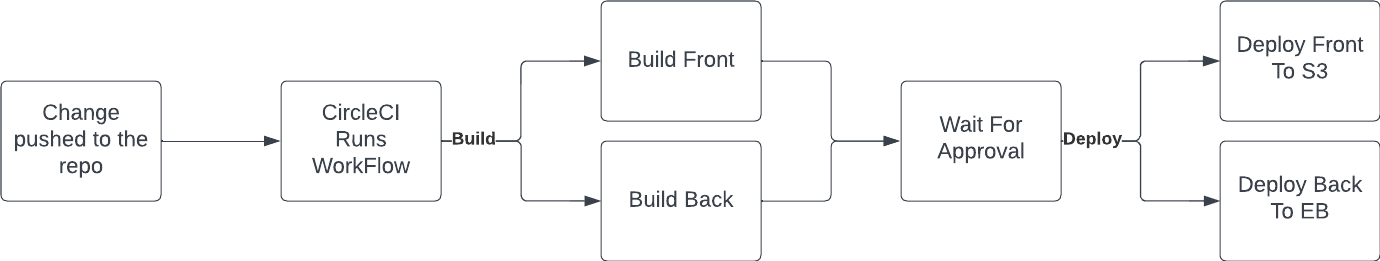 Change
pushed to the
repo
CircleCI
Runs
WorkFlow
Build
Build Front
Build Back
Wait For
Approval
Deploy
Deploy Front
To S3
Deploy Back
To EB